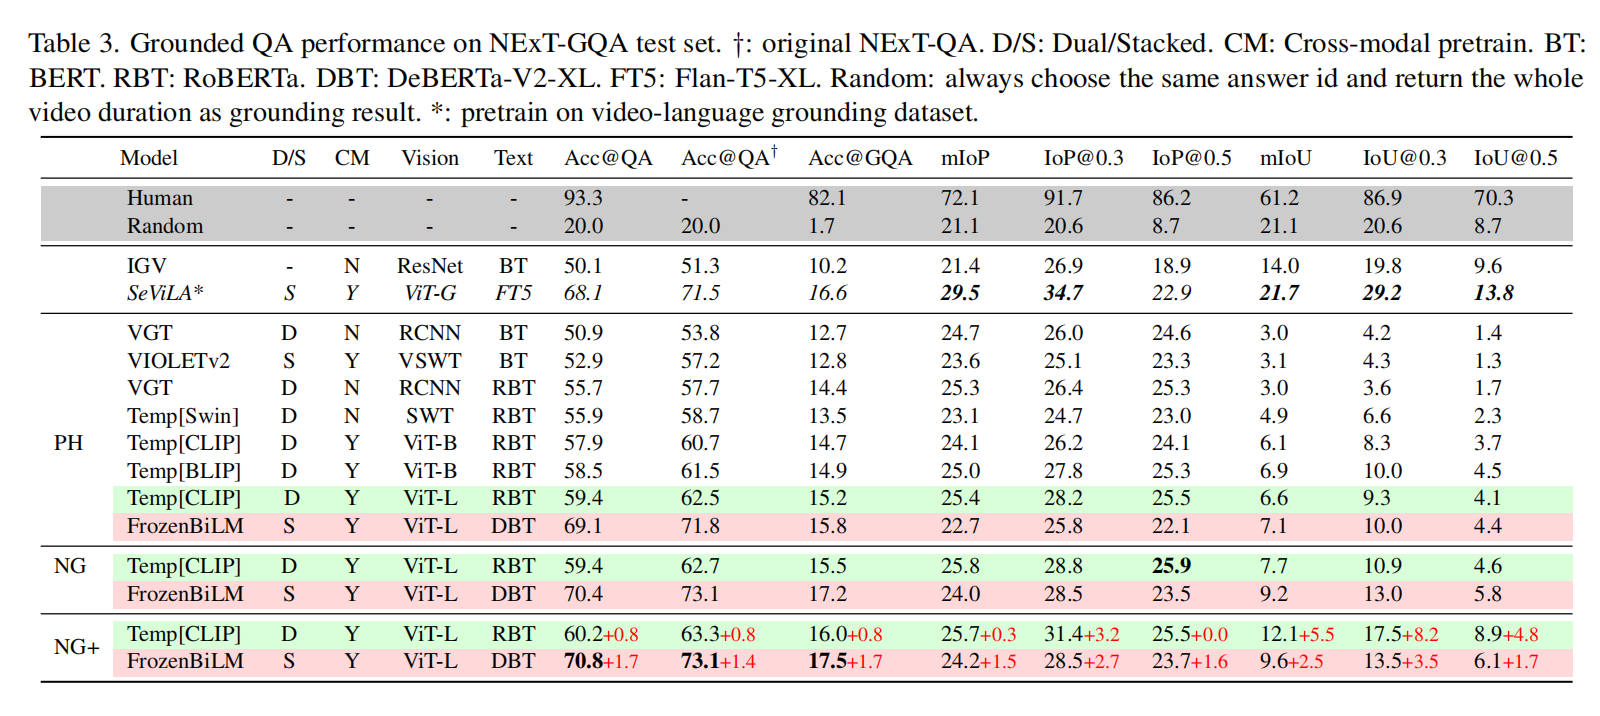 Table 3. Grounded QA performance on NExT-GQA test set. †: original NExT-QA. D/S: Dual/Stacked. CM: Cross-modal pretrain. BT:
BERT. RBT: RoBERTa. DBT: DeBERTa-V2-XL. FT5: Flan-T5-XL. Random: always choose the same answer id and return the whole
video duration as grounding result. *: pretrain on video-language grounding dataset.
Model D/S CM Vision Text Acc@QA Acc@QA† Acc@GQA mIoP IoP@0.3 IoP@0.5 mIoU IoU@0.3 IoU@0.5
Human - - - - 93.3 - 82.1 72.1 91.7 86.2 61.2 86.9 70.3
Random - - - - 20.0 20.0 1.7 21.1 20.6 8.7 21.1 20.6 8.7
IGV - N ResNet BT 50.1 51.3 10.2 21.4 26.9 18.9 14.0 19.8 9.6
SeViLA* S Y ViT-G FT5 68.1 71.5 16.6 29.5 34.7 22.9 21.7 29.2 13.8
VGT D N RCNN BT 50.9 53.8 12.7 24.7 26.0 24.6 3.0 4.2 1.4
VIOLETv2 S Y VSWT BT 52.9 57.2 12.8 23.6 25.1 23.3 3.1 4.3 1.3
VGT D N RCNN RBT 55.7 57.7 14.4 25.3 26.4 25.3 3.0 3.6 1.7
Temp[Swin] D N SWT RBT 55.9 58.7 13.5 23.1 24.7 23.0 4.9 6.6 2.3
PH Temp[CLIP] D Y ViT-B RBT 57.9 60.7 14.7 24.1 26.2 24.1 6.1 8.3 3.7
Temp[BLIP] D Y ViT-B RBT 58.5 61.5 14.9 25.0 27.8 25.3 6.9 10.0 4.5
Temp[CLIP] D Y ViT-L RBT 59.4 62.5 15.2 25.4 28.2 25.5 6.6 9.3 4.1
FrozenBiLM S Y ViT-L DBT 69.1 71.8 15.8 22.7 25.8 22.1 7.1 10.0 4.4
NG Temp[CLIP] D Y ViT-L RBT 59.4 62.7 15.5 25.8 28.8 25.9 7.7 10.9 4.6
FrozenBiLM S Y ViT-L DBT 70.4 73.1 17.2 24.0 28.5 23.5 9.2 13.0 5.8
NG+ Temp[CLIP] D Y ViT-L RBT 60.2+0.8 63.3+0.8 16.0+0.8 25.7+0.3 31.4+3.2 25.5+0.0 12.1+5.5 17.5+8.2 8.9+4.8
FrozenBiLM S Y ViT-L DBT 70.8+1.7 73.1+1.4 17.5+1.7 24.2+1.5 28.5+2.7 23.7+1.6 9.6+2.5 13.5+3.5 6.1+1.7